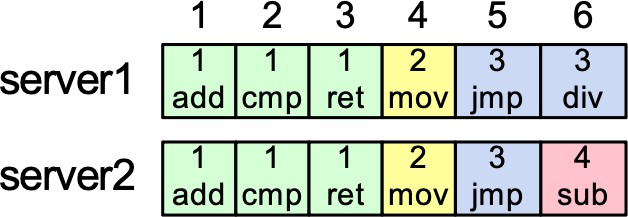 1 2 3 4 5 6
server1
1 1 1 2 3 3
add cmp ret mov jmp div
server2
1 1 1 2 3 4
add cmp ret mov jmp sub